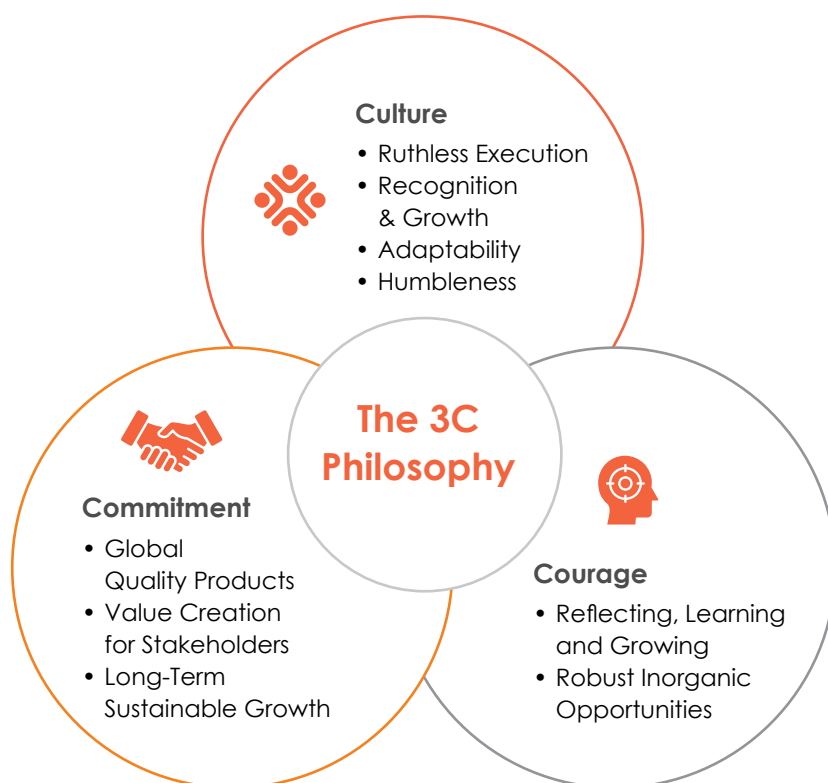 Culture
• Ruthless Execution
• Recognition
& Growth
• Adaptability
• Humbleness
The 3C
Philosophy
Commitment
• Global
Quality Products
• Value Creation
for Stakeholders
• Long-Term
Sustainable Growth
Courage
• Reflecting, Learning
and Growing
• Robust Inorganic
Opportunities